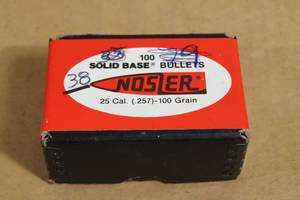 100 29
SOLID BASE® BULLETS
38
NOSLER®
25 Cal. (.257)-100 Grain